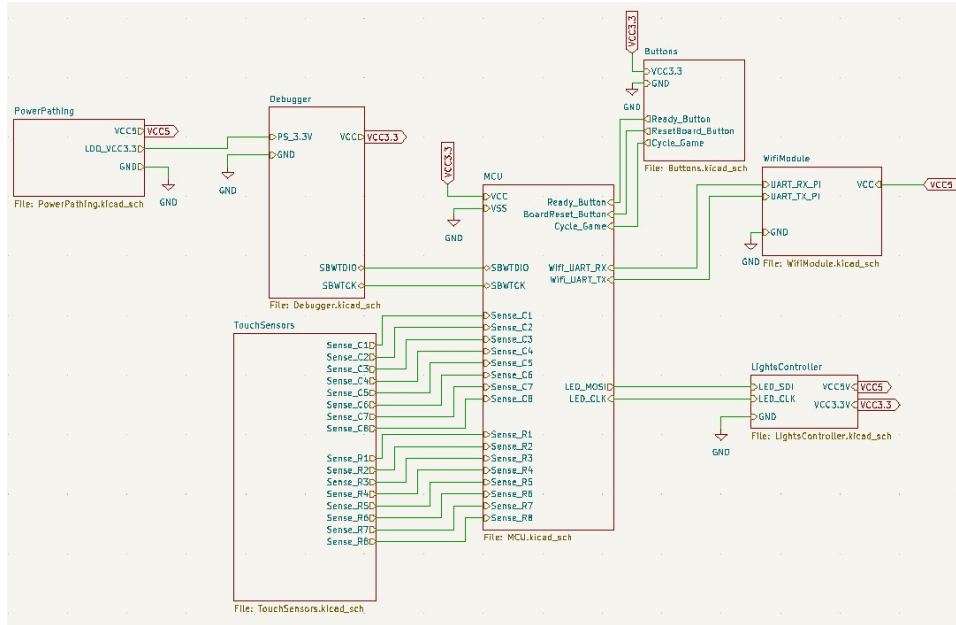 PowerPathing
VCC5
VCC5
LDO_VCC3.3
GND
GND
File: PowerPathing.kicad_sch
Debugger
PS_3.3V
GND
GND
VCC
VCC3.3
SBWTDIO
SBWTCK
File: Debugger.kicad_sch
TouchSensors
Sense_C1
Sense_C2
Sense_C3
Sense_C4
Sense_C5
Sense_C6
Sense_C7
Sense_C8
Sense_R1
Sense_R2
Sense_R3
Sense_R4
Sense_R5
Sense_R6
Sense_R7
Sense_R8
File: TouchSensors.kicad_sch
VCC3.3
MCU
VCC
VSS
GND
SBWTDIO
SBWTCK
Sense_C1
Sense_C2
Sense_C3
Sense_C4
Sense_C5
Sense_C6
Sense_C7
Sense_C8
Sense_R1
Sense_R2
Sense_R3
Sense_R4
Sense_R5
Sense_R6
Sense_R7
Sense_R8
Ready_Button
BoardReset_Button
Cycle_Game
Wifi_UART_RX
Wifi_UART_TX
LED_MOSI
LED_CLK
File: MCU.kicad_sch
VCC3.3
Buttons
VCC3.3
GND
GND
Ready_Button
ResetBoard_Button
Cycle_Game
File: Buttons.kicad_sch
WifiModule
UART_RX_PI
UART_TX_PI
VCC
VCC5
GND
GND
File: WifiModule.kicad_sch
LightsController
LED_SDI
LED_CLK
GND
GND
VCC5V
VCC5
VCC3.3V
VCC3.3
File: LightsController.kicad_sch